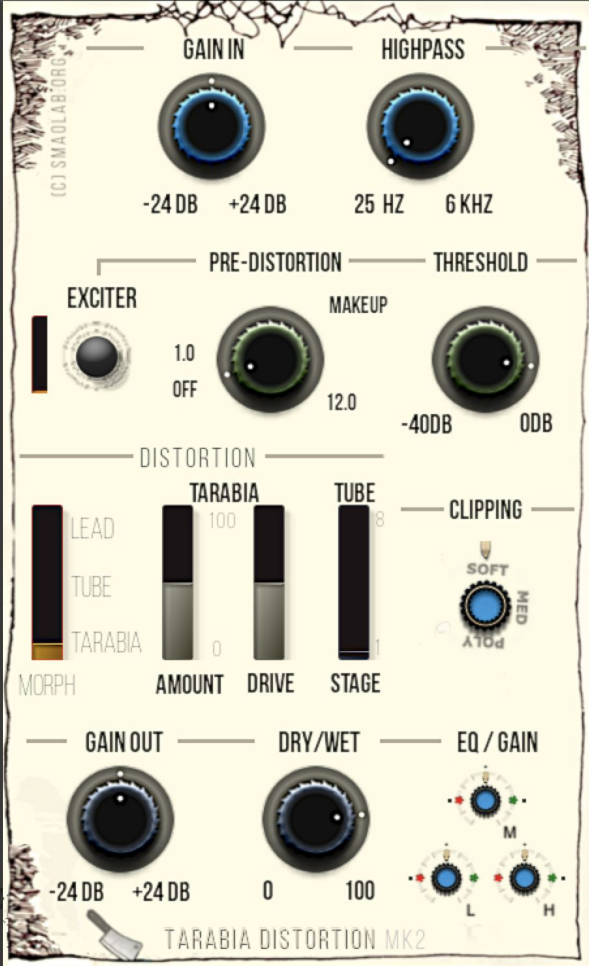 GAIN IN
HIGHPASS
(C) SMAOLAB.ORG
-24 DB +24 DB
25 HZ 6 KHZ
PRE-DISTORTION
THRESHOLD
EXCITER
MAKEUP
1.0
OFF
12.0
-40DB 0DB
DISTORTION
TARABIA
TUBE
CLIPPING
LEAD
100
8
TUBE
SOFT
MED
POLY
TARABIA
0
1
MORPH
AMOUNT
DRIVE
STAGE
GAIN OUT
DRY/WET
EQ / GAIN
M
L
H
-24 DB +24 DB
0 100
TARABIA DISTORTION MK2